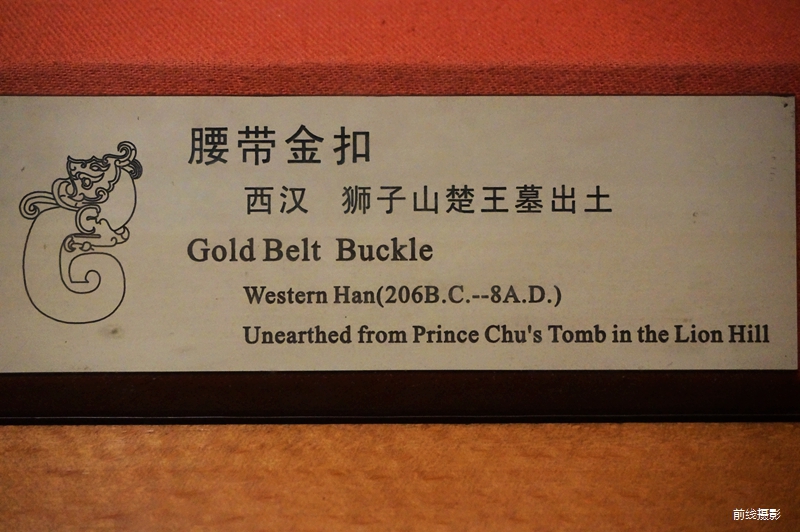 腰带金扣
西汉 狮子山楚王墓出土
Gold Belt Buckle
Western Han(206B.C.--8A.D.)
Unearthed from Prince Chu's Tomb in the Lion Hill
前线摄影